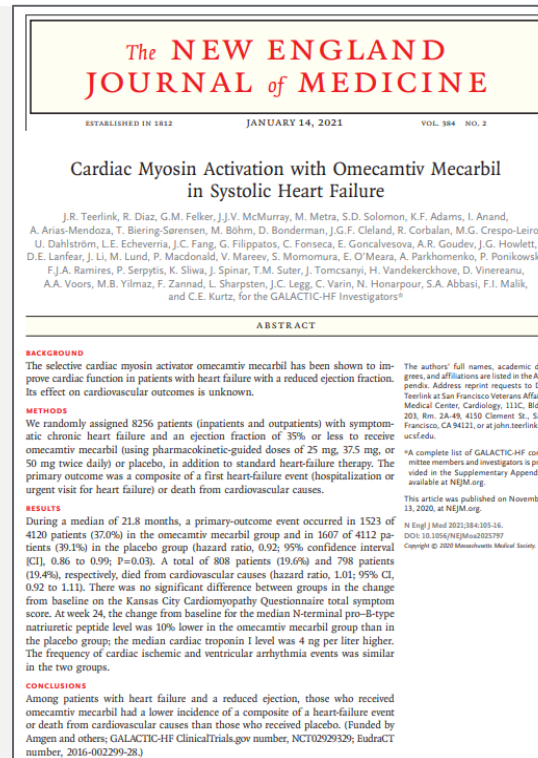 The NEW ENGLAND
JOURNAL of MEDICINE
ESTABLISHED IN 1812
JANUARY 14, 2021
VOL. 384 NO. 2
Cardiac Myosin Activation with Omecamtiv Mecarbil
in Systolic Heart Failure
J.R. Teerlink, R. Diaz, G.M. Felker, J.J.V. McMurray, M. Metra, S.D. Solomon, K.F. Adams, I. Anand,
A. Arias-Mendoza, T. Biering-Sørensen, M. Böhm, D. Bonderman, J.G.F. Cleland, R. Corbalan, M.G. Crespo-Leiro
U. Dahlström, L.E. Echeverria, J.C. Fang, G. Filippatos, C. Fonseca, E. Goncalvesova, A.R. Goudev, J.G. Howlett,
D.E. Lanfear, J. Li, M. Lund, P. Macdonald, V. Mareev, S. Momomura, E. O'Meara, A. Parkhomenko, P. Ponikowsk
F.J.A. Ramires, P. Serpytis, K. Sliwa, J. Spinar, T.M. Suter, J. Tomcsanyi, H. Vandekerckhove, D. Vinereanu,
A.A. Voors, M.B. Yilmaz, F. Zannad, L. Sharpsten, J.C. Legg, C. Varin, N. Honarpour, S.A. Abbasi, F.I. Malik,
and C.E. Kurtz, for the GALACTIC-HF Investigators*
ABSTRACT
BACKGROUND
The selective cardiac myosin activator omecamtiv mecarbil has been shown to im-
prove cardiac function in patients with heart failure with a reduced ejection fraction.
Its effect on cardiovascular outcomes is unknown.
METHODS
We randomly assigned 8256 patients (inpatients and outpatients) with symptom-
atic chronic heart failure and an ejection fraction of 35% or less to receive
omecamtiv mecarbil (using pharmacokinetic-guided doses of 25 mg, 37.5 mg, or
50 mg twice daily) or placebo, in addition to standard heart-failure therapy. The
primary outcome was a composite of a first heart-failure event (hospitalization or
urgent visit for heart failure) or death from cardiovascular causes.
RESULTS
During a median of 21.8 months, a primary-outcome event occurred in 1523 of
4120 patients (37.0%) in the omecamtiv mecarbil group and in 1607 of 4112 pa-
tients (39.1%) in the placebo group (hazard ratio, 0.92; 95% confidence interval
[CI], 0.86 to 0.99; P=0.03). A total of 808 patients (19.6%) and 798 patients
(19.4%), respectively, died from cardiovascular causes (hazard ratio, 1.01; 95% CI,
0.92 to 1.11). There was no significant difference between groups in the change
from baseline on the Kansas City Cardiomyopathy Questionnaire total symptom
score. At week 24, the change from baseline for the median N-terminal pro–B-type
natriuretic peptide level was 10% lower in the omecamtiv mecarbil group than in
the placebo group; the median cardiac troponin I level was 4 ng per liter higher.
The frequency of cardiac ischemic and ventricular arrhythmia events was similar
in the two groups.
CONCLUSIONS
Among patients with heart failure and a reduced ejection, those who received
omecamtiv mecarbil had a lower incidence of a composite of a heart-failure event
or death from cardiovascular causes than those who received placebo. (Funded by
Amgen and others; GALACTIC-HF ClinicalTrials.gov number, NCT02929329; EudraCT
number, 2016-002299-28.)
The authors' full names, academic d
grees, and affiliations are listed in the A
pendix. Address reprint requests to D
Teerlink at San Francisco Veterans Affai
Medical Center, Cardiology, 111C, Bld
203, Rm. 2A-49, 4150 Clement St., Sa
Francisco, CA 94121, or at john.teerlink
ucsf.edu.
*A complete list of GALACTIC-HF com
mittee members and investigators is pr
vided in the Supplementary Append
available at NEJM.org.
This article was published on Novemb
13, 2020, at NEJM.org.
N Engl J Med 2021;384:105-16.
DOI: 10.1056/NEJMoa2025797
Copyright © 2020 Massachusetts Medical Society.